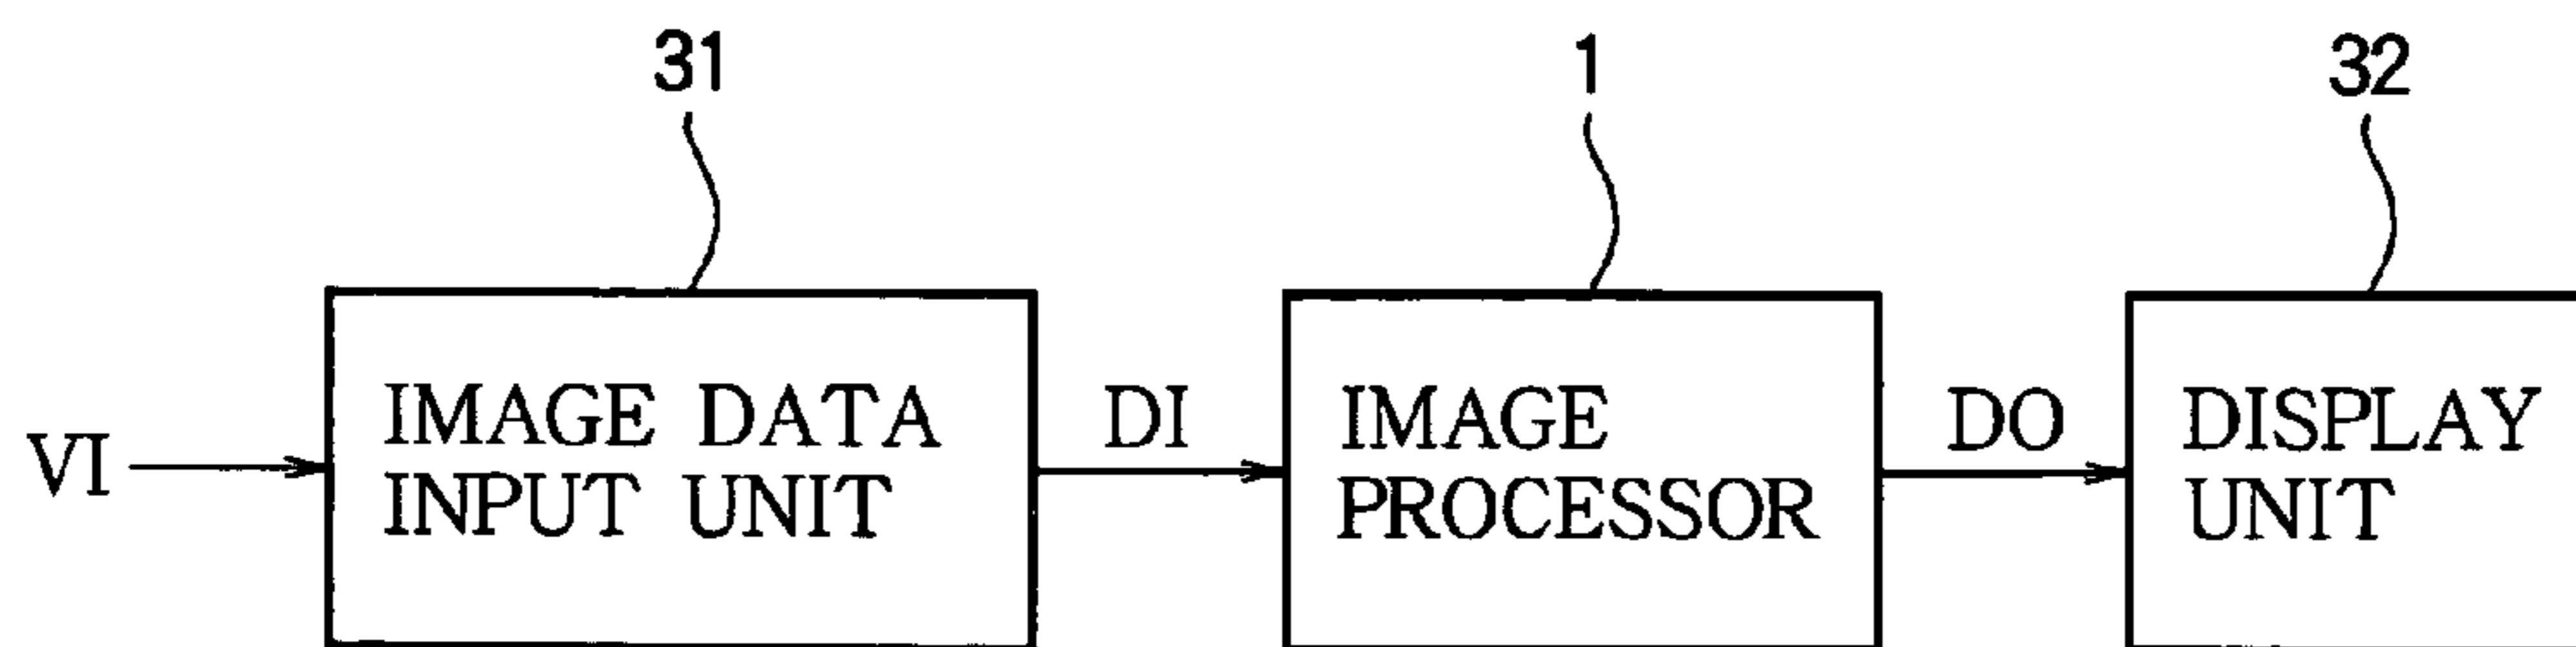 31 1 32
VI IMAGE DATA INPUT UNIT DI IMAGE PROCESSOR DO DISPLAY UNIT